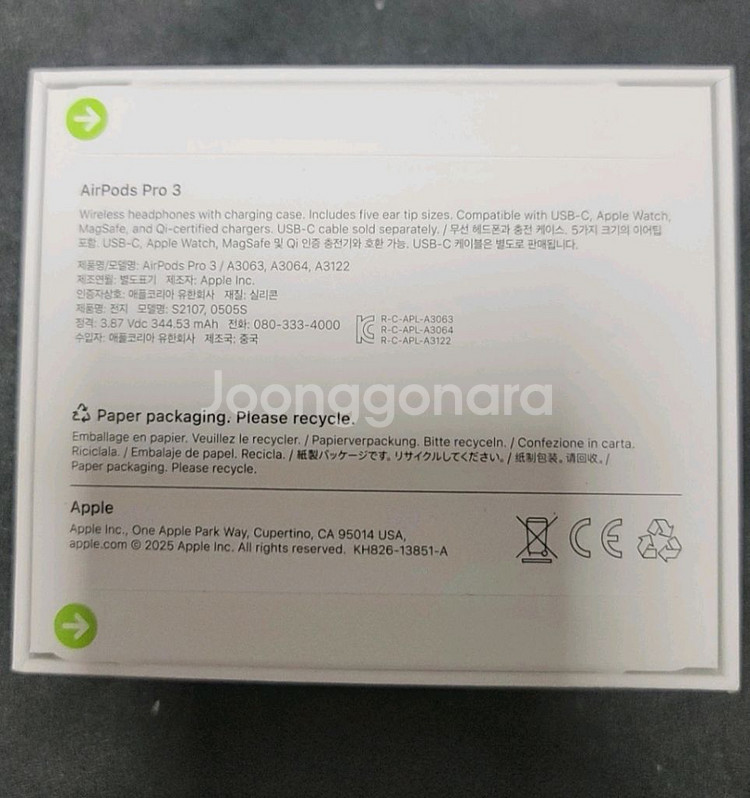 AirPods Pro 3
Wireless headphones with charging case. Includes five ear tip sizes. Compatible with USB-C, Apple Watch,
MagSafe, and Qi-certified chargers. USB-C cable sold separately. / 무선 헤드폰과 충전 케이스. 5가지 크기의 이어팁
포함. USB-C, Apple Watch, MagSafe 및 Qi 인증 충전기와 호환 가능. USB-C 케이블은 별도로 판매됩니다.
제품명/모델명: AirPods Pro 3 / A3063, A3064, A3122
제조연월: 별도표기 제조자: Apple Inc.
인증자상호: 애플코리아 유한회사 재질: 실리콘
제품명: 전지 모델명: S2107, 0505S
정격: 3.87 Vdc 344.53 mAh 전화: 080-333-4000
수입자: 애플코리아 유한회사 제조국: 중국
R-C-APL-A3063
R-C-APL-A3064
R-C-APL-A3122
Joonggonara
Paper packaging. Please recycle.
Emballage en papier. Veuillez le recycler. / Papierverpackung. Bitte recyceln. / Confezione in carta.
Riciclala. / Embalaje de papel. Recicla. / 紙製パッケージです。リサイクルしてください。/ 纸制包装。请回收。/
Paper packaging. Please recycle.
Apple
Apple Inc., One Apple Park Way, Cupertino, CA 95014 USA,
apple.com © 2025 Apple Inc. All rights reserved. KH826-13851-A
CE